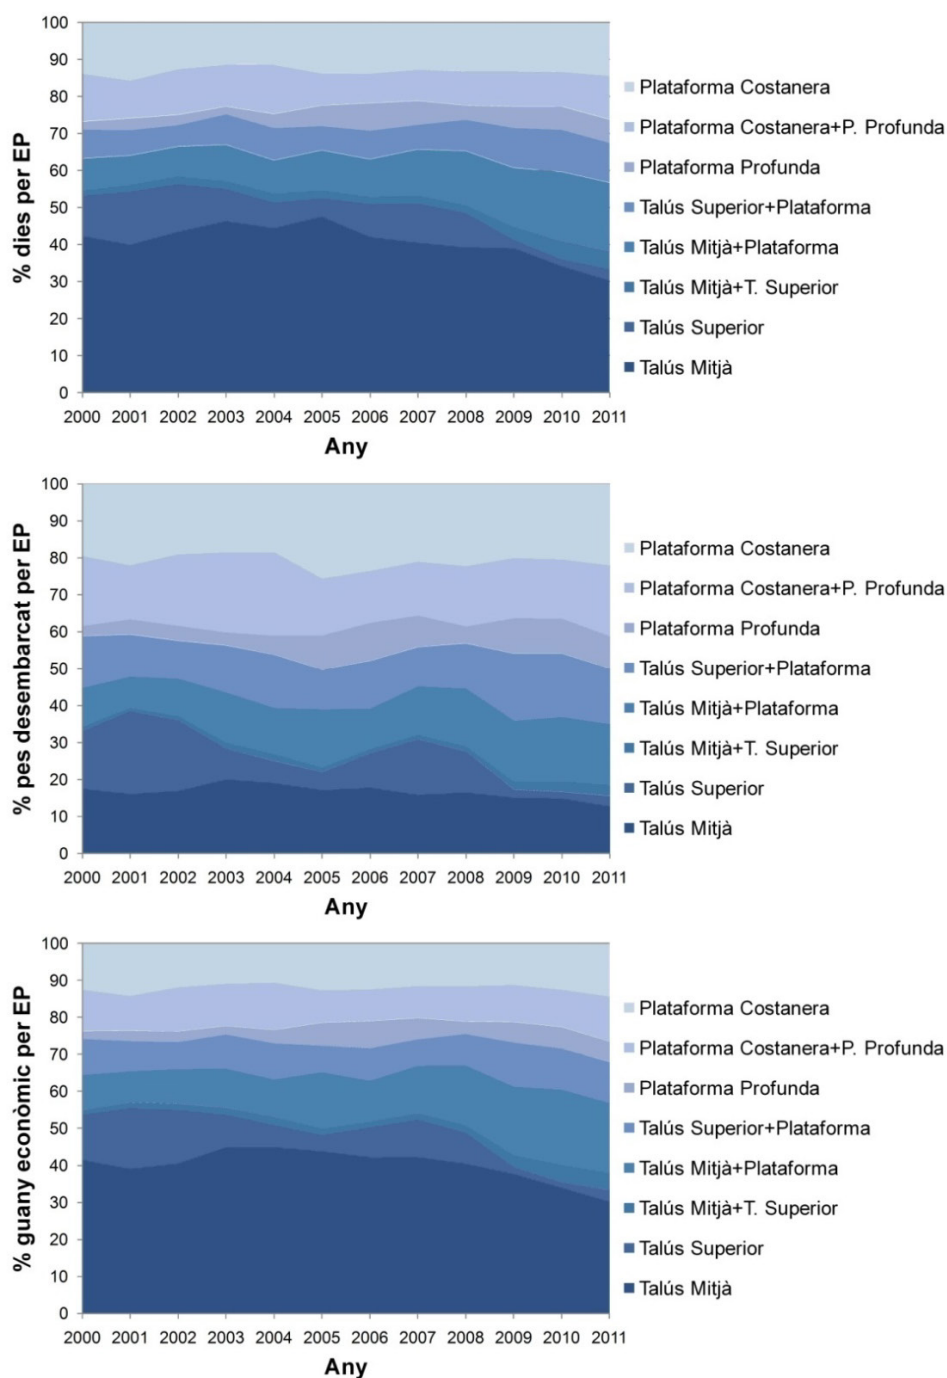 % dies per EP
100
90
80
70
60
50
40
30
20
10
0
2000 2001 2002 2003 2004 2005 2006 2007 2008 2009 2010 2011
Any
Plataforma Costanera
Plataforma Costanera+P. Profunda
Plataforma Profunda
Talús Superior+Plataforma
Talús Mitjà+Plataforma
Talús Mitjà+T. Superior
Talús Superior
Talús Mitjà
% pes desembarcat per EP
100
90
80
70
60
50
40
30
20
10
0
2000 2001 2002 2003 2004 2005 2006 2007 2008 2009 2010 2011
Any
Plataforma Costanera
Plataforma Costanera+P. Profunda
Plataforma Profunda
Talús Superior+Plataforma
Talús Mitjà+Plataforma
Talús Mitjà+T. Superior
Talús Superior
Talús Mitjà
% guany econòmic per EP
100
90
80
70
60
50
40
30
20
10
0
2000 2001 2002 2003 2004 2005 2006 2007 2008 2009 2010 2011
Any
Plataforma Costanera
Plataforma Costanera+P. Profunda
Plataforma Profunda
Talús Superior+Plataforma
Talús Mitjà+Plataforma
Talús Mitjà+T. Superior
Talús Superior
Talús Mitjà